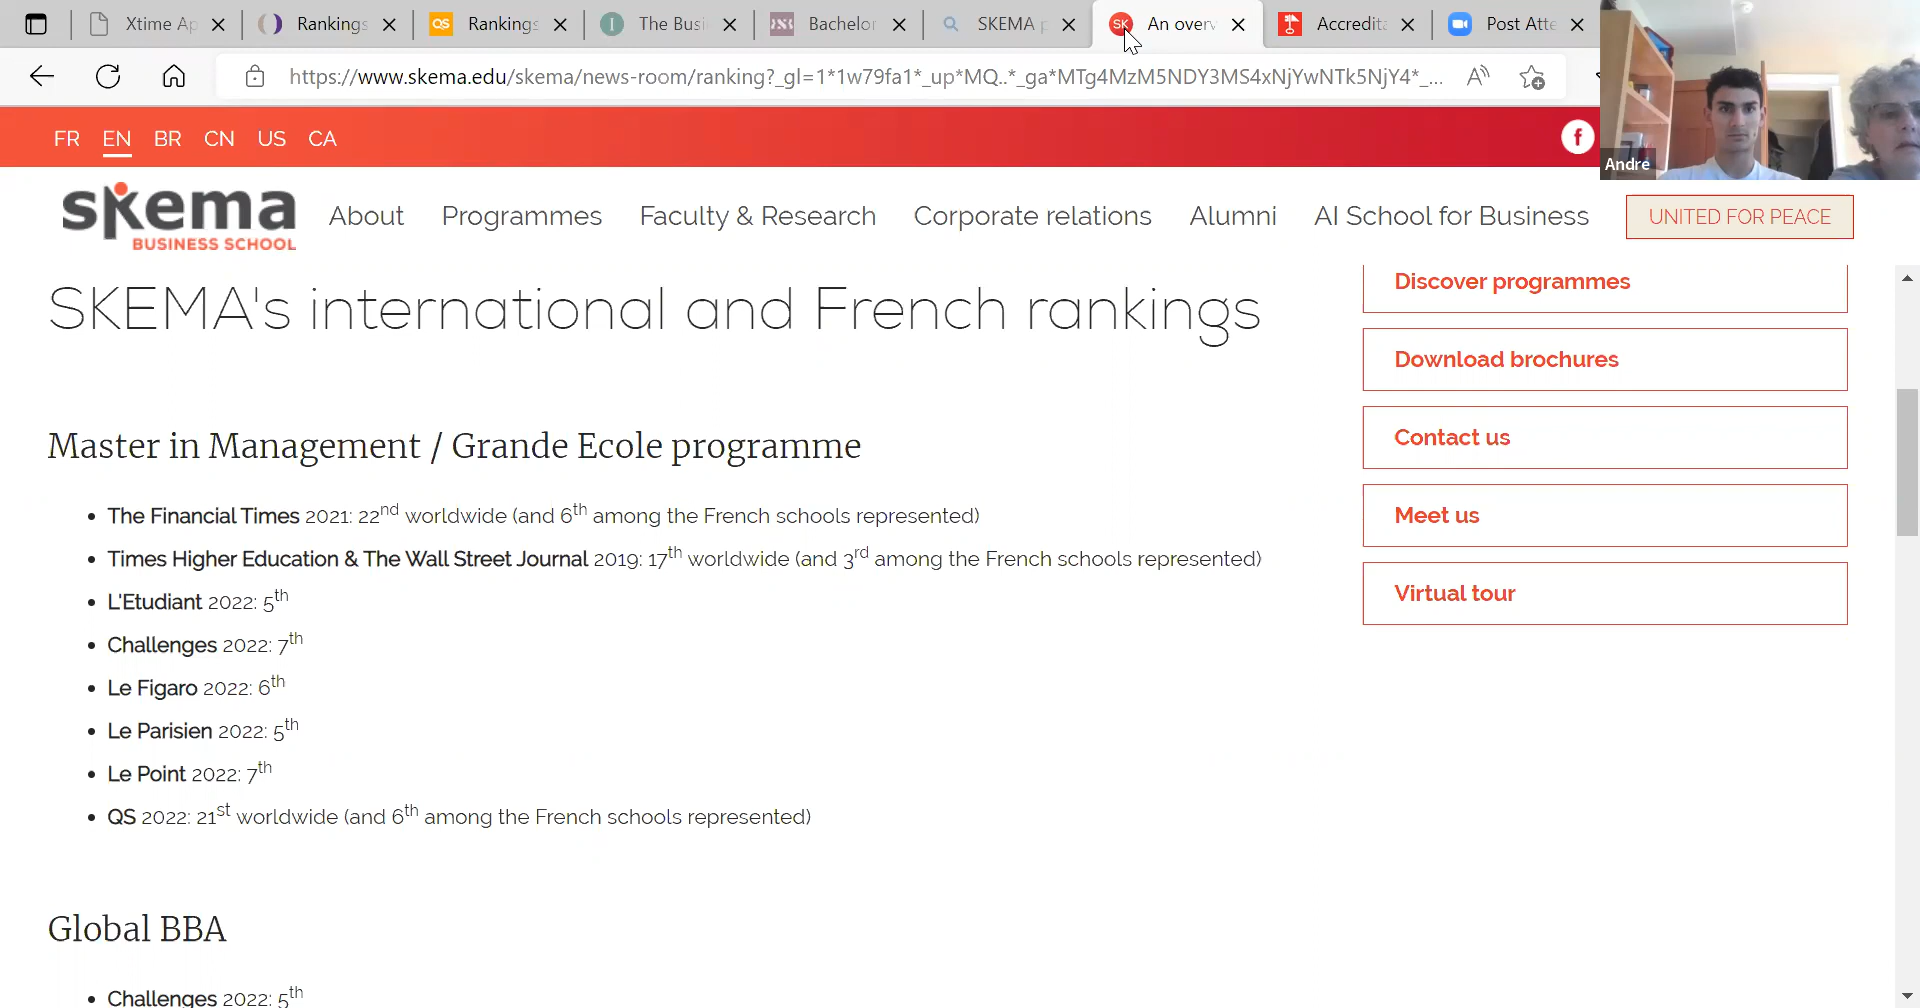 Xtime Ap
Rankings
QS Rankings
I The Busi
Bachelor
SKEMA p
SK An over
Accredita
Post Atte
https://www.skema.edu/skema/news-room/ranking?_gl=1*1w79fa1*_up*MQ..*_ga*MTg4MzM5NDY3MS4xNjYwNTk5NjY4*_...
Andre
FR EN BR CN US CA
skema
BUSINESS SCHOOL
About Programmes Faculty & Research Corporate relations Alumni AI School for Business UNITED FOR PEACE
SKEMA's international and French rankings
Master in Management / Grande Ecole programme
• The Financial Times 2021: 22nd worldwide (and 6th among the French schools represented)
• Times Higher Education & The Wall Street Journal 2019: 17th worldwide (and 3rd among the French schools represented)
• L'Etudiant 2022: 5th
• Challenges 2022: 7th
• Le Figaro 2022: 6th
• Le Parisien 2022: 5th
• Le Point 2022: 7th
• QS 2022: 21st worldwide (and 6th among the French schools represented)
Global BBA
• Challenges 2022: 5th
Discover programmes
Download brochures
Contact us
Meet us
Virtual tour